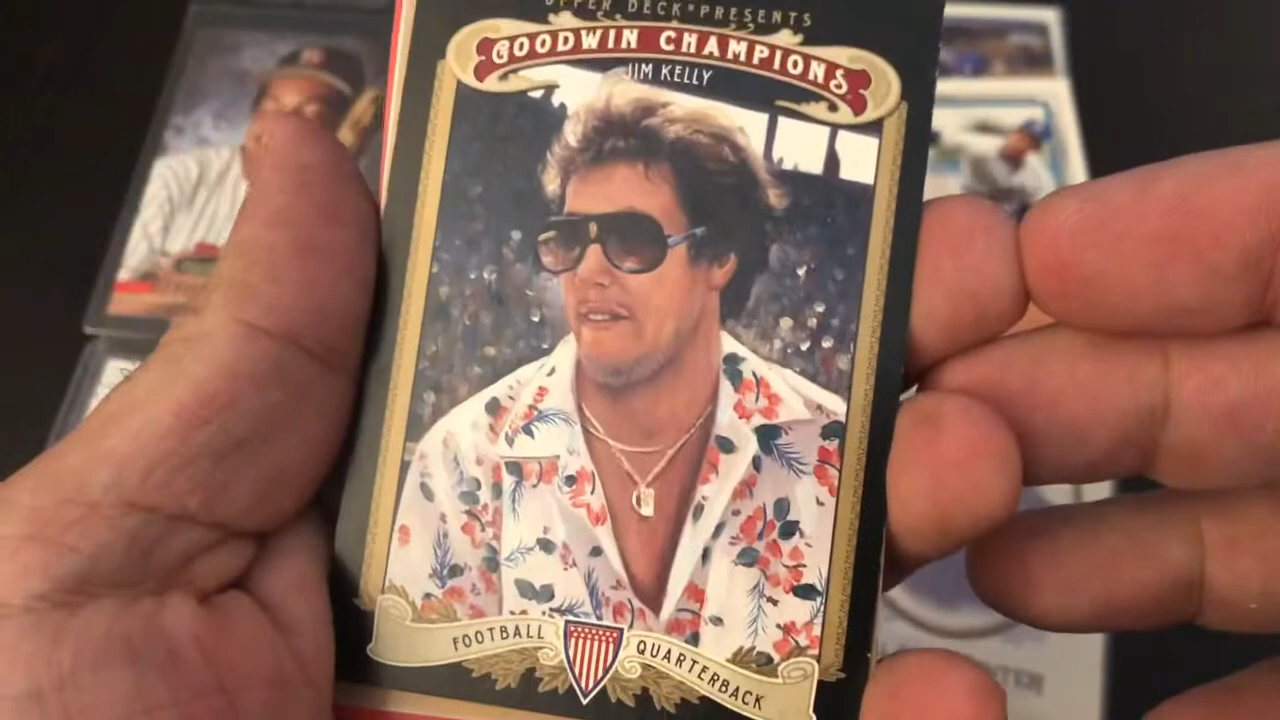 UPPER DECK PRESENTS
GOODWIN CHAMPIONS
JIM KELLY
FOOTBALL
QUARTERBACK